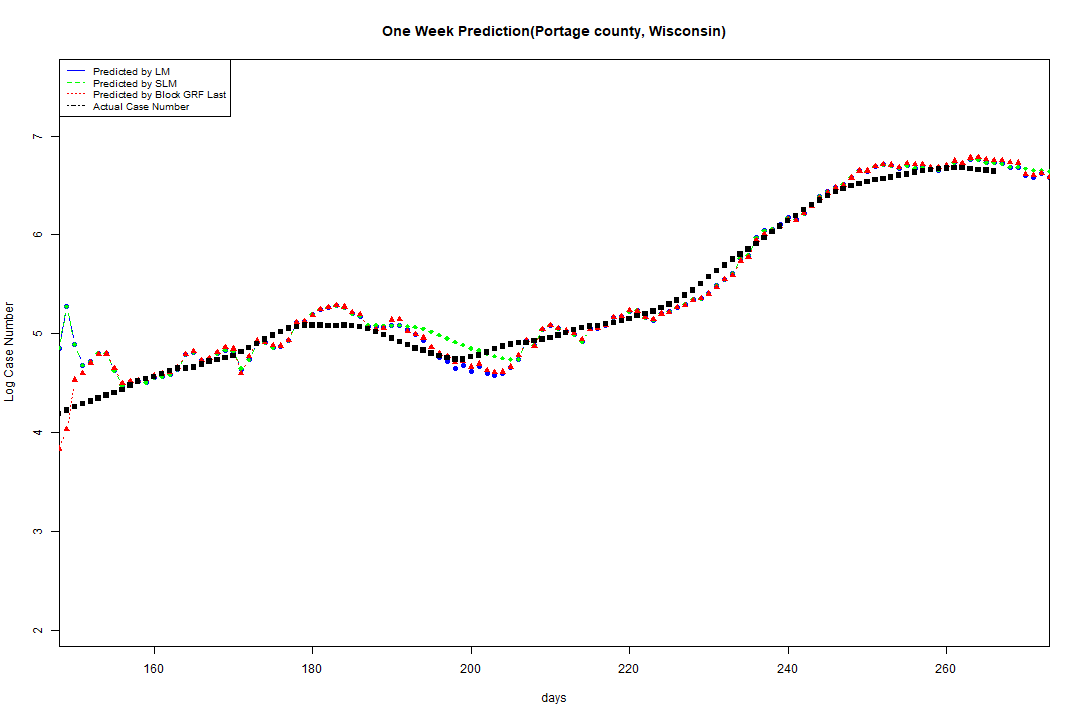 One Week Prediction(Portage county, Wisconsin)
Predicted by LM
Predicted by SLM
Predicted by Block GRF Last
Actual Case Number
Log Case Number
7
6
5
4
3
2
160 180 200 220 240 260
days